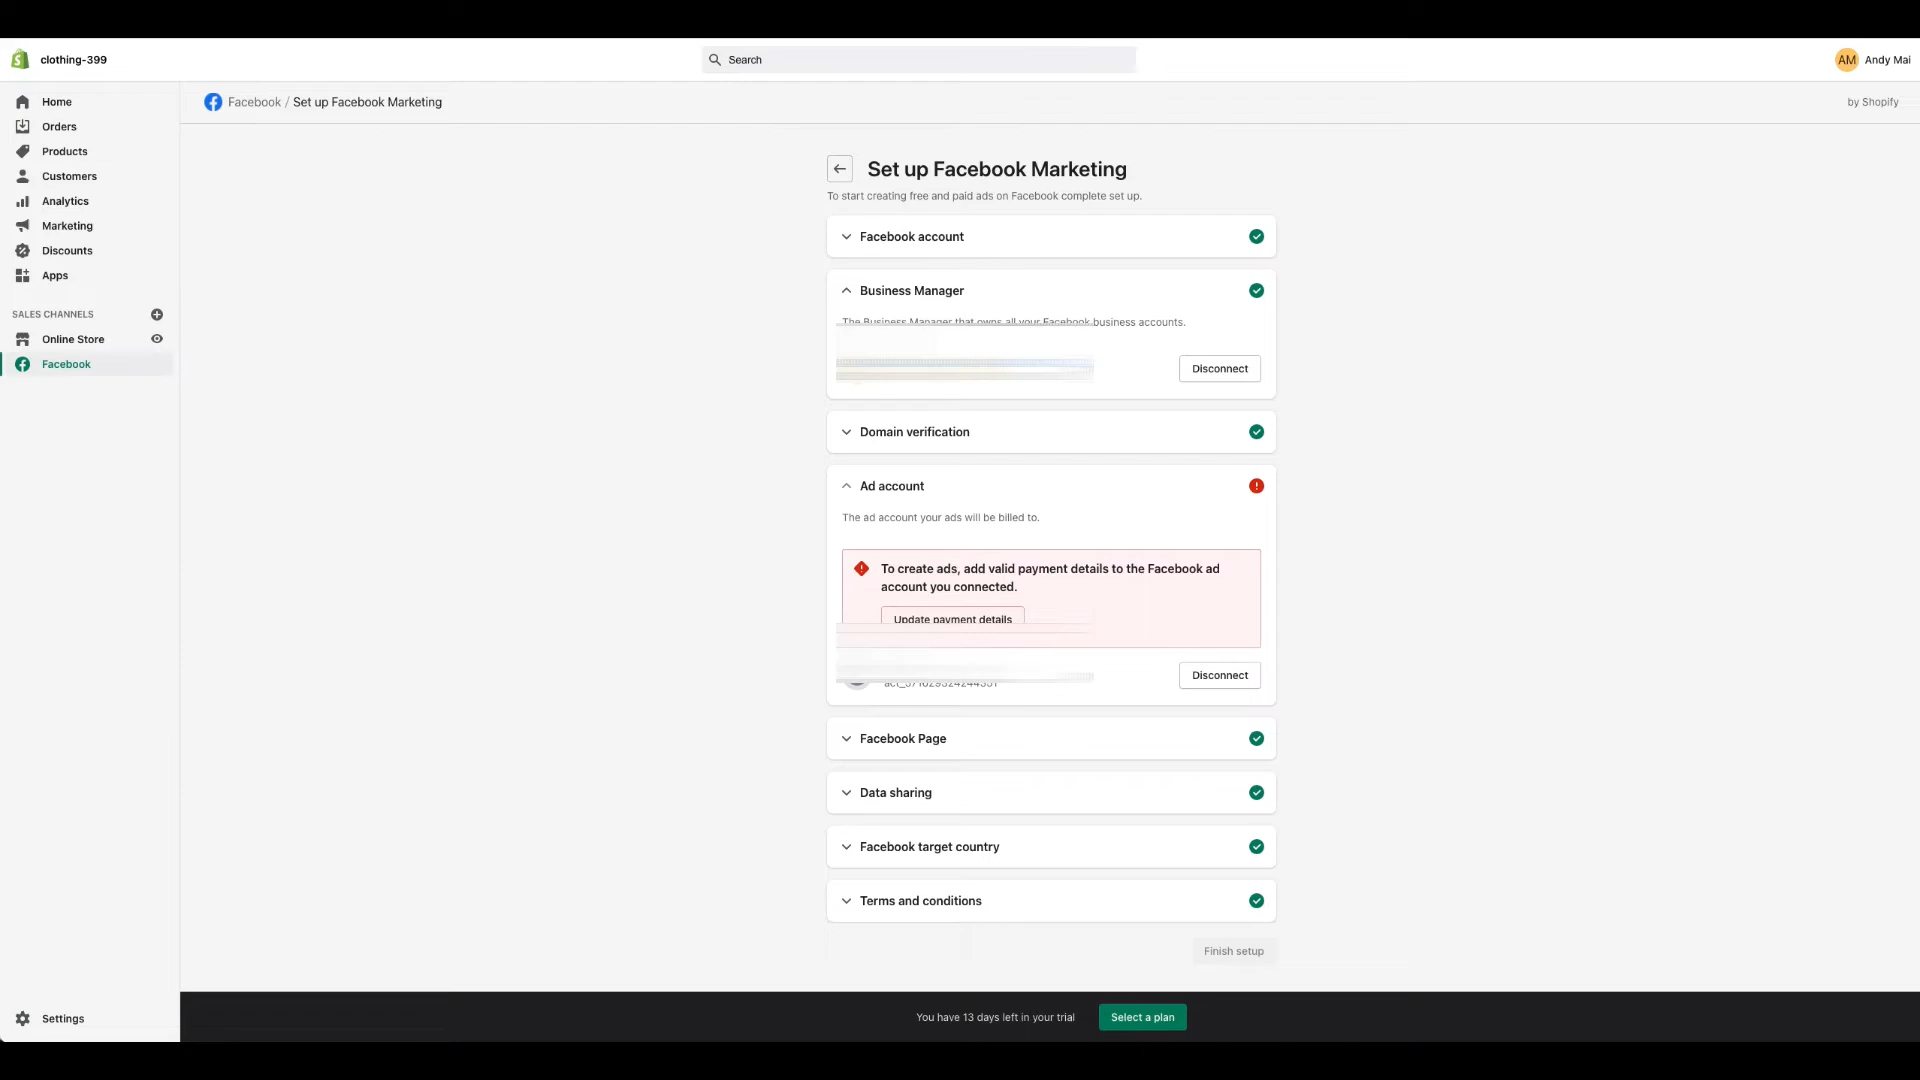 clothing-399
Search
AM Andy Mai
Home
Orders
Products
Customers
Analytics
Marketing
Discounts
Apps
SALES CHANNELS
Online Store
Facebook
Settings
Facebook / Set up Facebook Marketing
by Shopify
Set up Facebook Marketing
To start creating free and paid ads on Facebook complete set up.
Facebook account
Business Manager
The Business Manager that owns all your Facebook business accounts.
Disconnect
Domain verification
Ad account
The ad account your ads will be billed to.
To create ads, add valid payment details to the Facebook ad
account you connected.
Update payment details
Disconnect
Facebook Page
Data sharing
Facebook target country
Terms and conditions
Finish setup
You have 13 days left in your trial
Select a plan